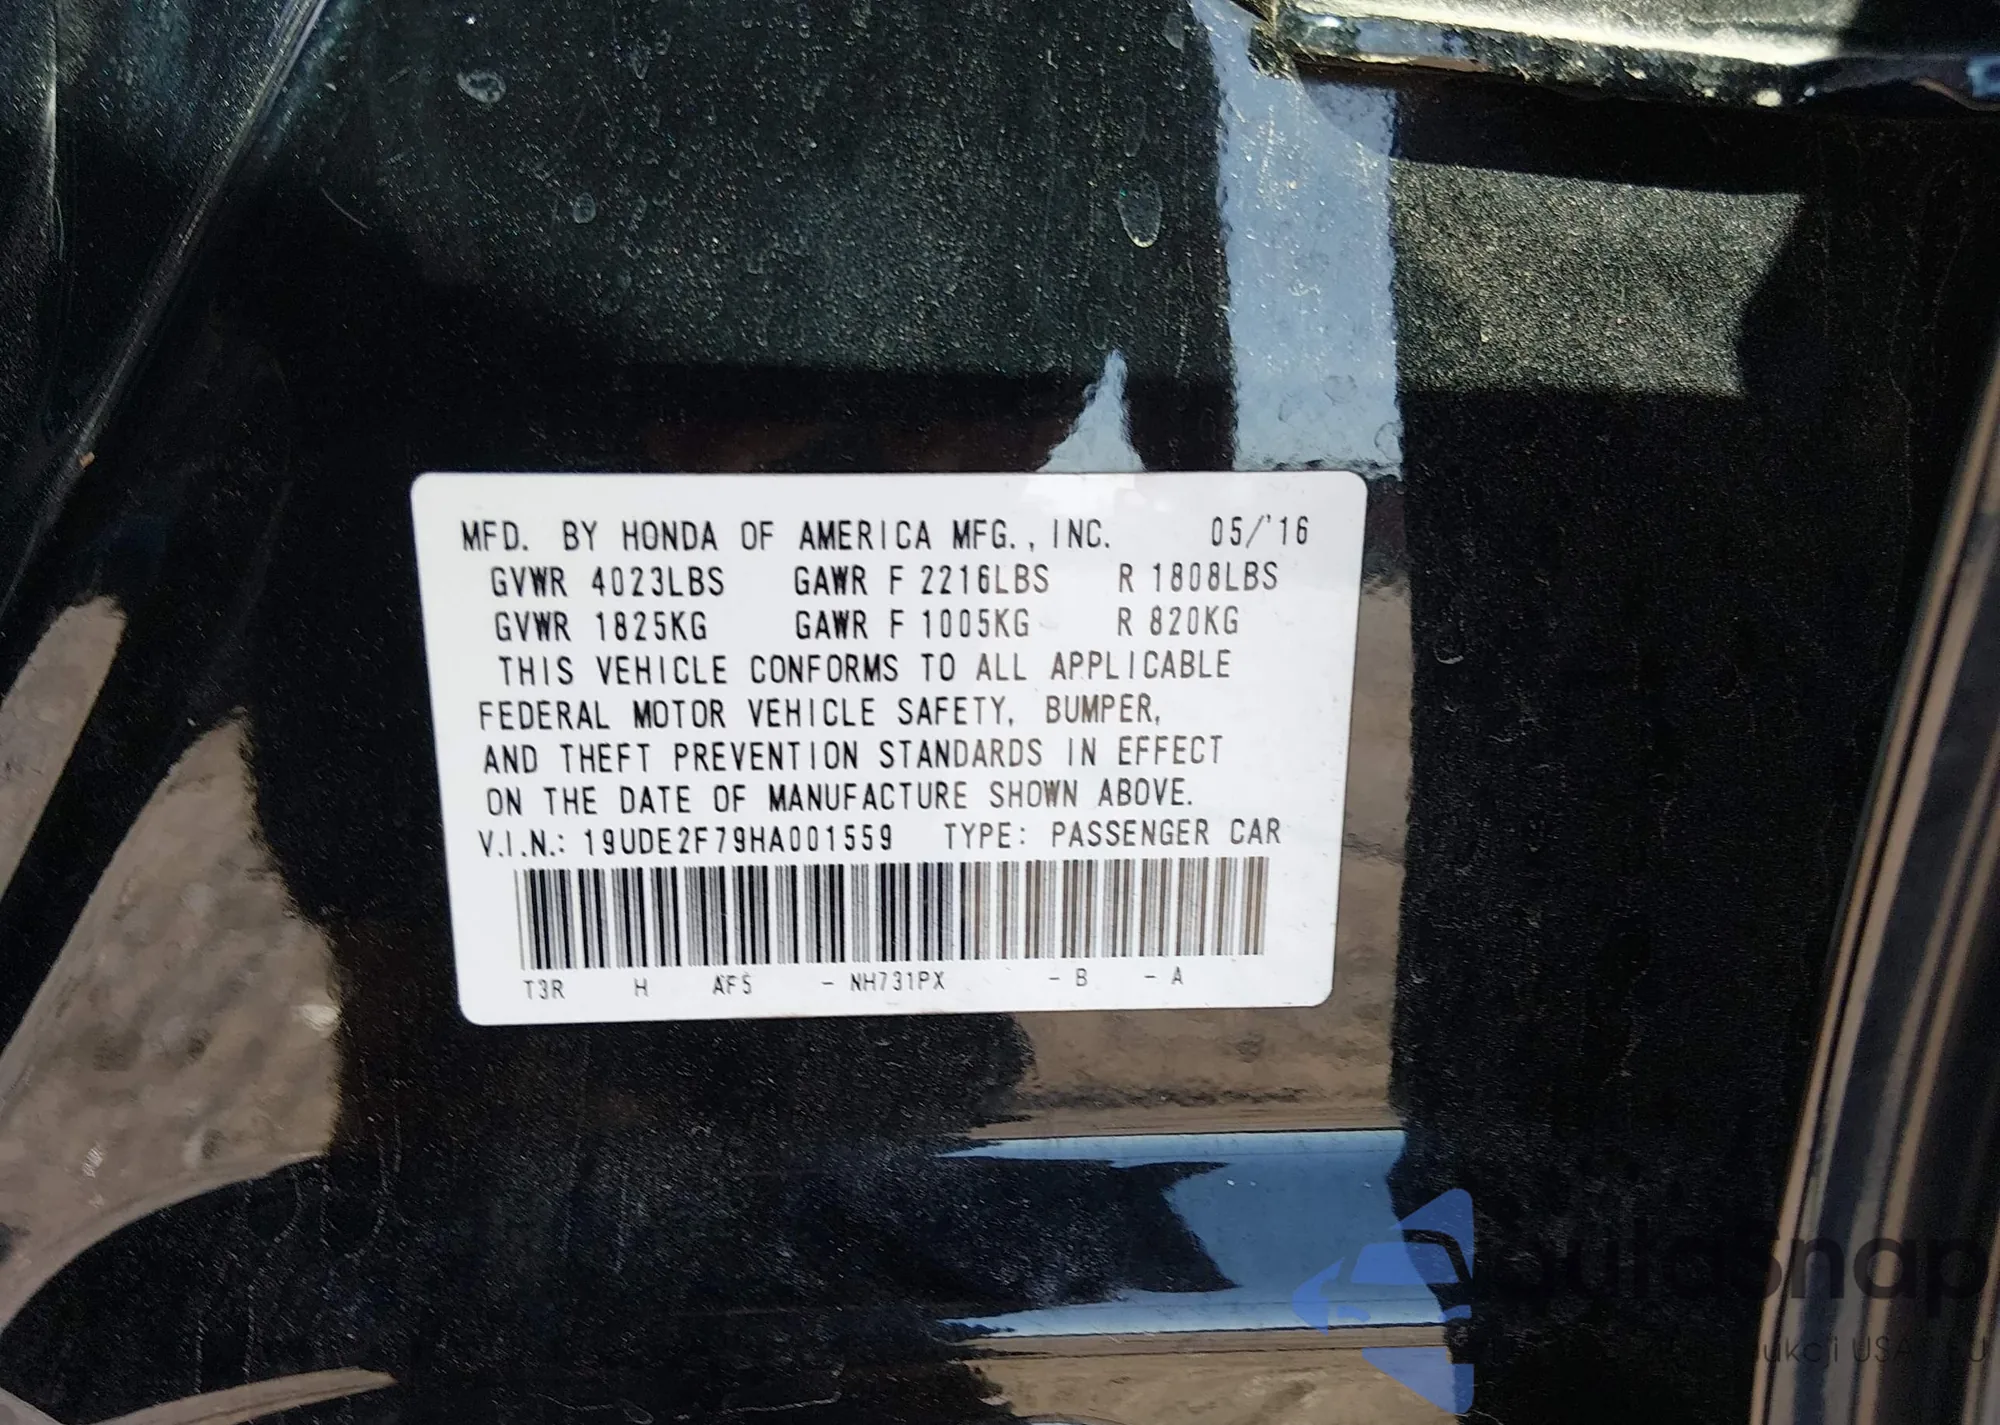 MFD. BY HONDA OF AMERICA MFG., INC. 05/'16
GVWR 4023LBS GAWR F 2216LBS R 1808LBS
GVWR 1825KG GAWR F 1005KG R 820KG
THIS VEHICLE CONFORMS TO ALL APPLICABLE
FEDERAL MOTOR VEHICLE SAFETY, BUMPER,
AND THEFT PREVENTION STANDARDS IN EFFECT
ON THE DATE OF MANUFACTURE SHOWN ABOVE.
V.I.N.: 19UDE2F79HA001559 TYPE: PASSENGER CAR
T3R H AF5 - NH731PX - B - A
USA